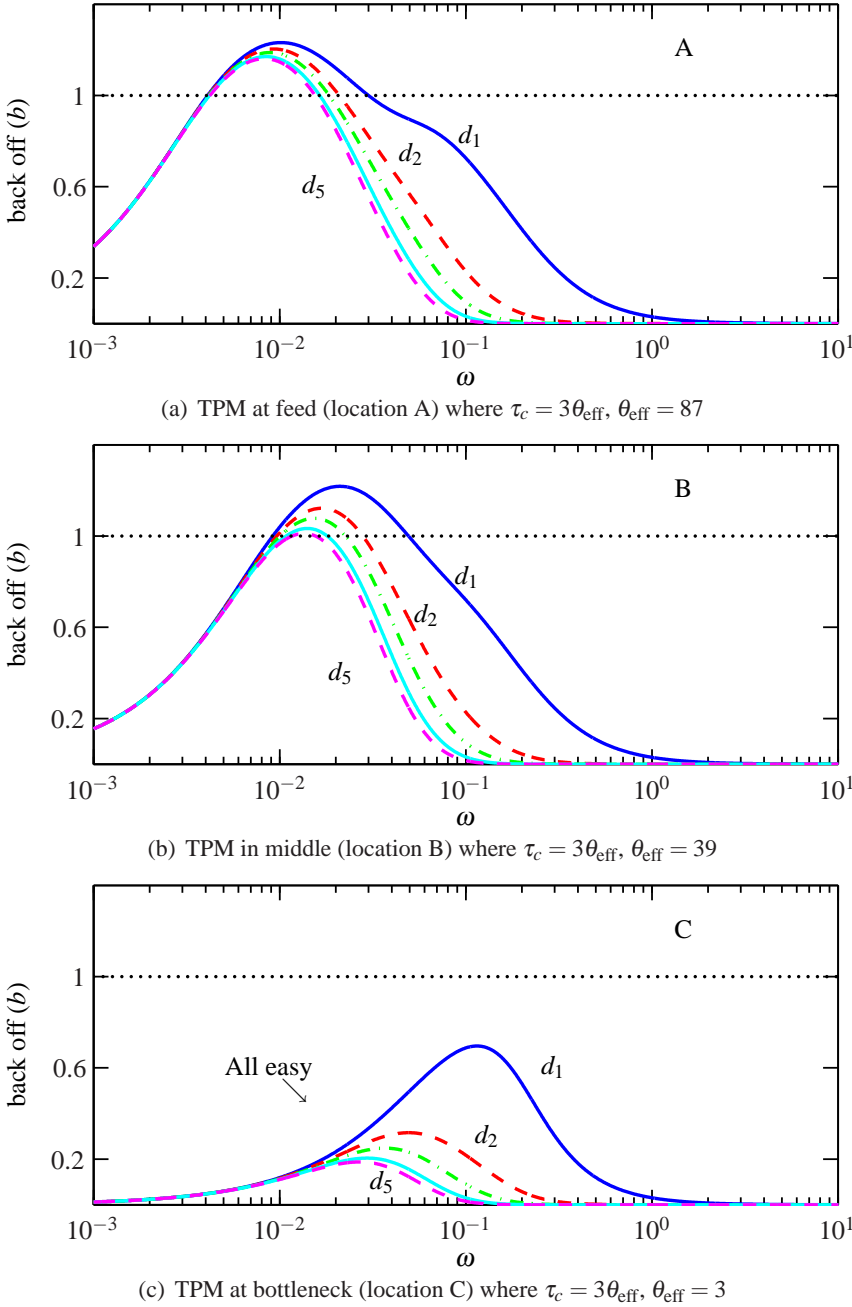 A
back off (b)
1
0.6
0.2
d₁
d₂
d₅
10⁻³ 10⁻² 10⁻¹ 10⁰ 10¹
ω
(a) TPM at feed (location A) where τc = 3θeff, θeff = 87
B
back off (b)
1
0.6
0.2
d₁
d₂
d₅
10⁻³ 10⁻² 10⁻¹ 10⁰ 10¹
ω
(b) TPM in middle (location B) where τc = 3θeff, θeff = 39
C
back off (b)
1
0.6
0.2
All easy
d₁
d₂
d₅
10⁻³ 10⁻² 10⁻¹ 10⁰ 10¹
ω
(c) TPM at bottleneck (location C) where τc = 3θeff, θeff = 3